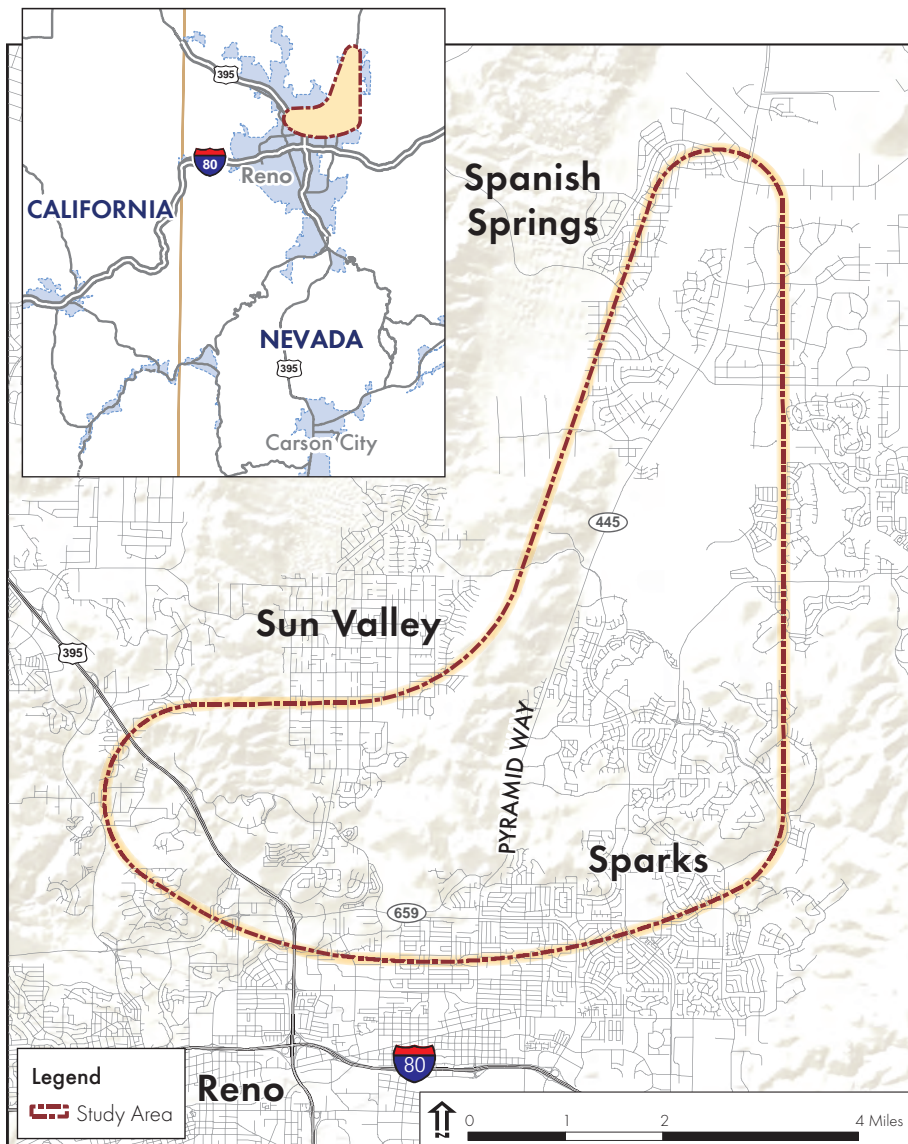 395
80
Reno
CALIFORNIA
NEVADA
395
Carson City
Spanish
Springs
445
Sun Valley
395
PYRAMID WAY
Sparks
659
80
Reno
Legend
Study Area
N
0 1 2 4 Miles